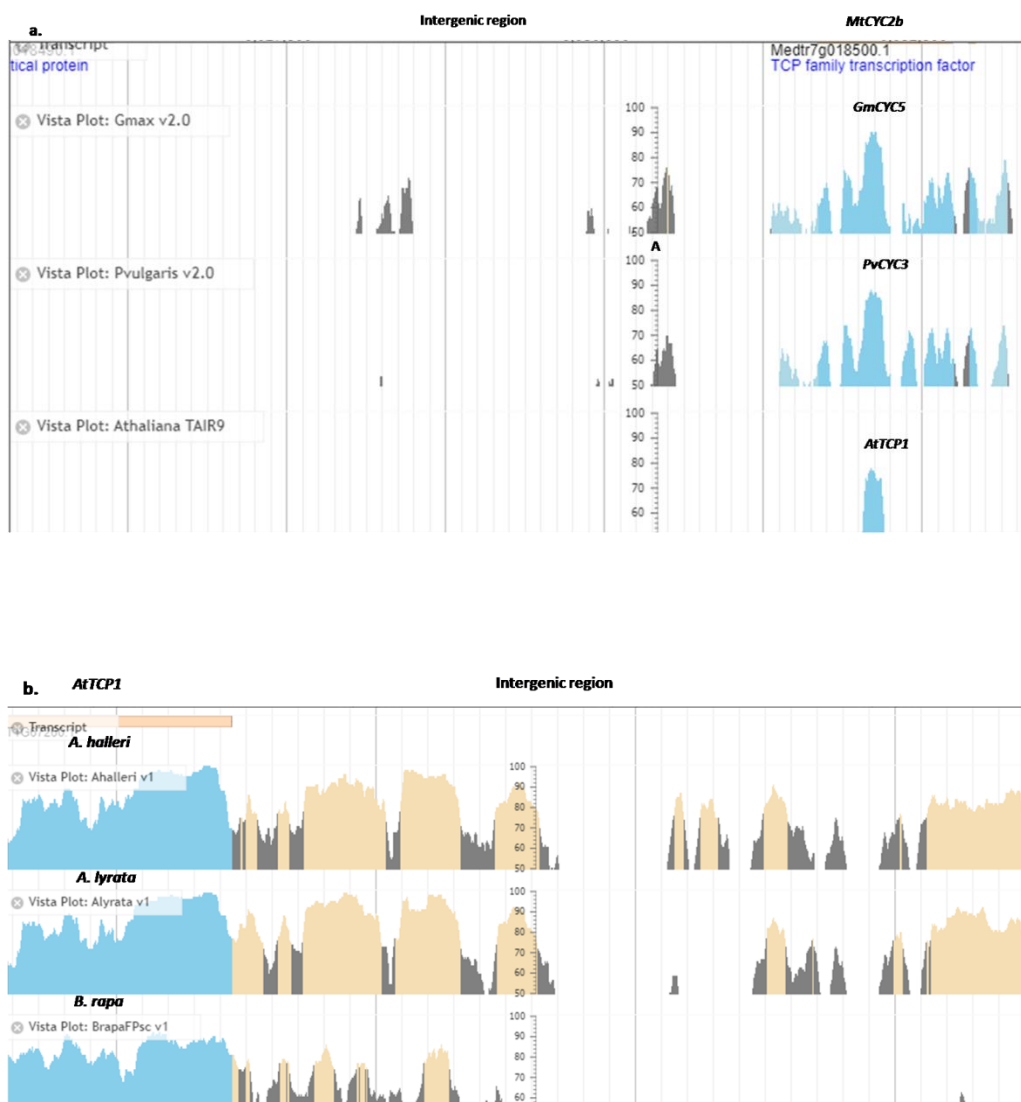 a.
Intergenic region
MtCYC2b
Transcript
tical protein
Medtr7g018500.1
TCP family transcription factor
Vista Plot: Gmax v2.0
GmCYC5
100
90
80
70
60
50
A
Vista Plot: Pvulgaris v2.0
PvCYC3
100
90
80
70
60
50
Vista Plot: Athaliana TAIR9
AtTCP1
100
90
80
70
60
b.
AtTCP1
Intergenic region
Transcript
A. halleri
Vista Plot: Ahalleri v1
100
90
80
70
60
50
A. lyrata
Vista Plot: Alyrata v1
100
90
80
70
60
50
B. rapa
Vista Plot: BrapaFPsc v1
100
90
80
70
60